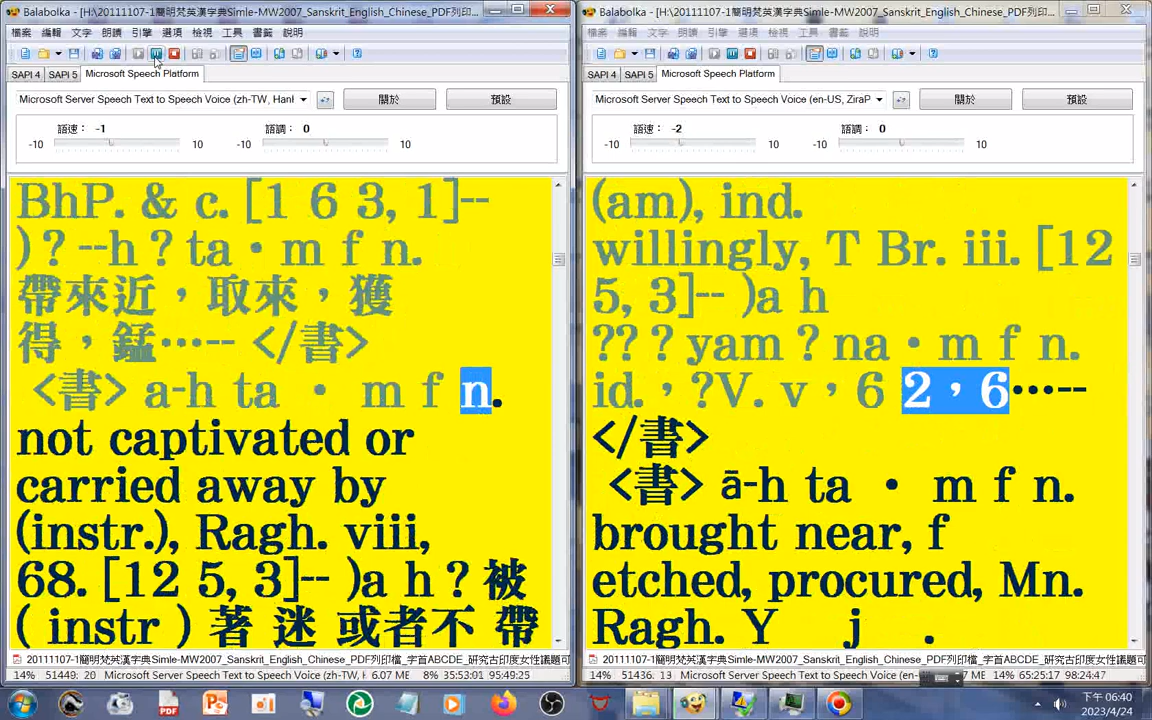 Balabolka - [H:\20111107-1簡明梵英漢字典Simle-MW2007_Sanskrit_English_Chinese_PDF列印...
檔案 編輯 文字 朗讀 引擎 選項 檢視 工具 書籤 說明
SAPI 4 SAPI 5 Microsoft Speech Platform
Microsoft Server Speech Text to Speech Voice (zh-TW, Hanl
關於
預設
語速： -1
語調： 0
-10 10 -10 10
BhP. & c. [1 6 3, 1]--
)？--h？ta・m f n.
帶來近，取來，獲
得，錳…-- </書>
<書> a-h ta ・ m f n.
not captivated or
carried away by
(instr.), Ragh. viii,
68. [12 5, 3]-- )a h？被
( instr ) 著 迷 或者不 帶
20111107-1簡明梵英漢字典Simle-MW2007_Sanskrit_English_Chinese_PDF列印檔_字首ABCDE_研究古印度女性議題可
14% 51449: 20 Microsoft Server Speech Text to Speech Voice (zh-TW, H 6.07 ME 8% 35:53:01 95:49:25
Balabolka - [H:\20111107-1簡明梵英漢字典Simle-MW2007_Sanskrit_English_Chinese_PDF列印...
檔案 編輯 文字 朗讀 引擎 選項 檢視 工具 書籤 說明
SAPI 4 SAPI 5 Microsoft Speech Platform
Microsoft Server Speech Text to Speech Voice (en-US, ZiraP
關於
預設
語速： -2
語調： 0
-10 10 -10 10
(am), ind.
willingly, T Br. iii. [12
5, 3]-- )a h
??？yam？na・m f n.
id.，?V. v，6 2，6…--
</書>
<書> ā-h ta ・ m f n.
brought near, f
etched, procured, Mn.
Ragh. Y j .
20111107-1簡明梵英漢字典Simle-MW2007_Sanskrit_English_Chinese_PDF列印檔_字首ABCDE_研究古印度女性議題可
14% 51436: 13 Microsoft Server Speech Text to Speech Voice ME 14% 65:25:17 98:24:47
PDF
下午 06:40
2023/4/24